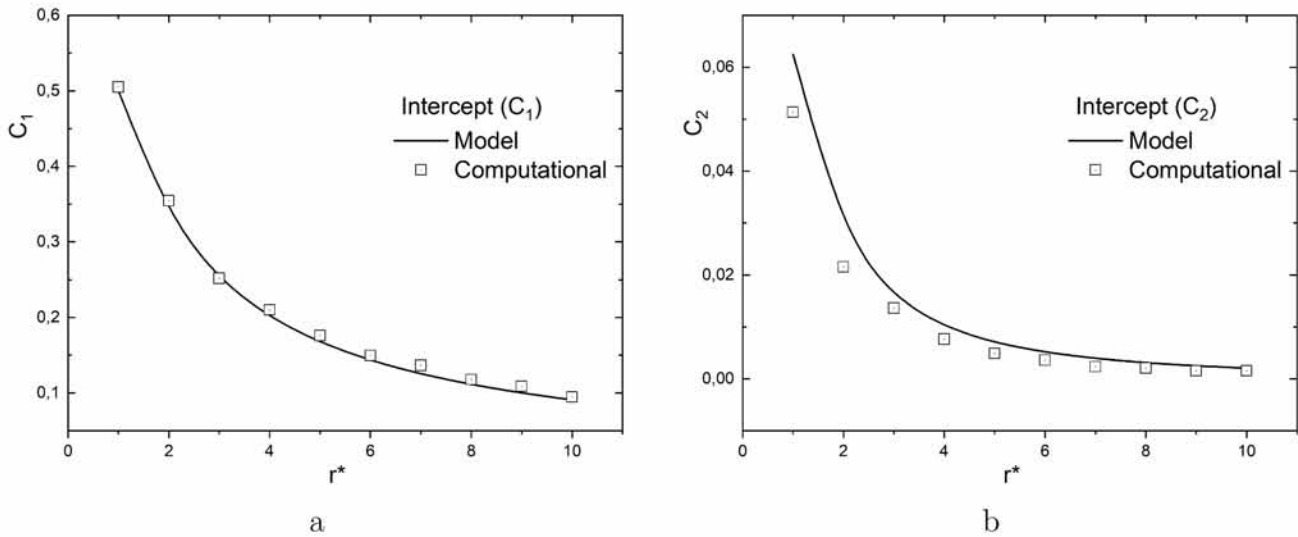 0,6
0,5
0,4
0,3
0,2
0,1
C₁
0 2 4 6 8 10
r*
Intercept (C₁)
Model
Computational
a
0,06
0,04
0,02
0,00
C₂
0 2 4 6 8 10
r*
Intercept (C₂)
Model
Computational
b